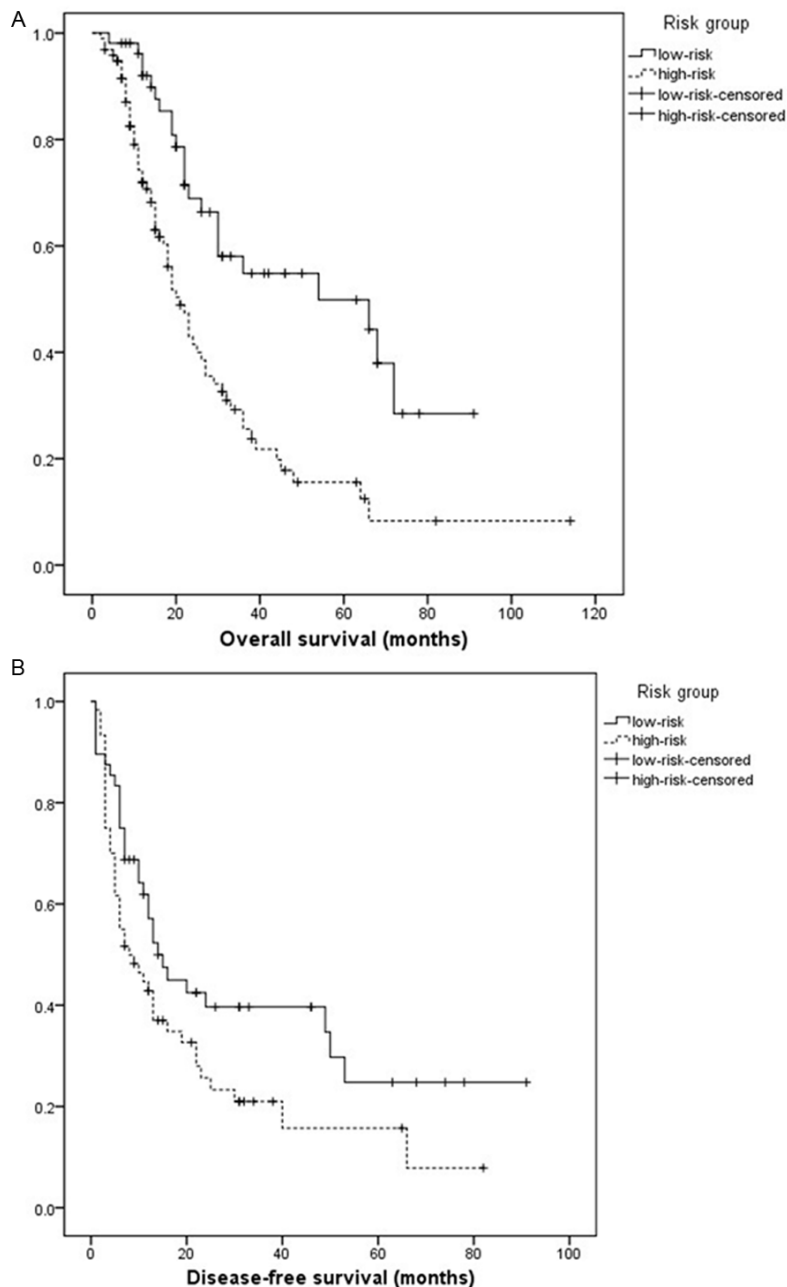 A
Risk group
low-risk
high-risk
low-risk-censored
high-risk-censored
1.0
0.8
0.6
0.4
0.2
0.0
0 20 40 60 80 100 120
Overall survival (months)
B
Risk group
low-risk
high-risk
low-risk-censored
high-risk-censored
1.0
0.8
0.6
0.4
0.2
0.0
0 20 40 60 80 100
Disease-free survival (months)